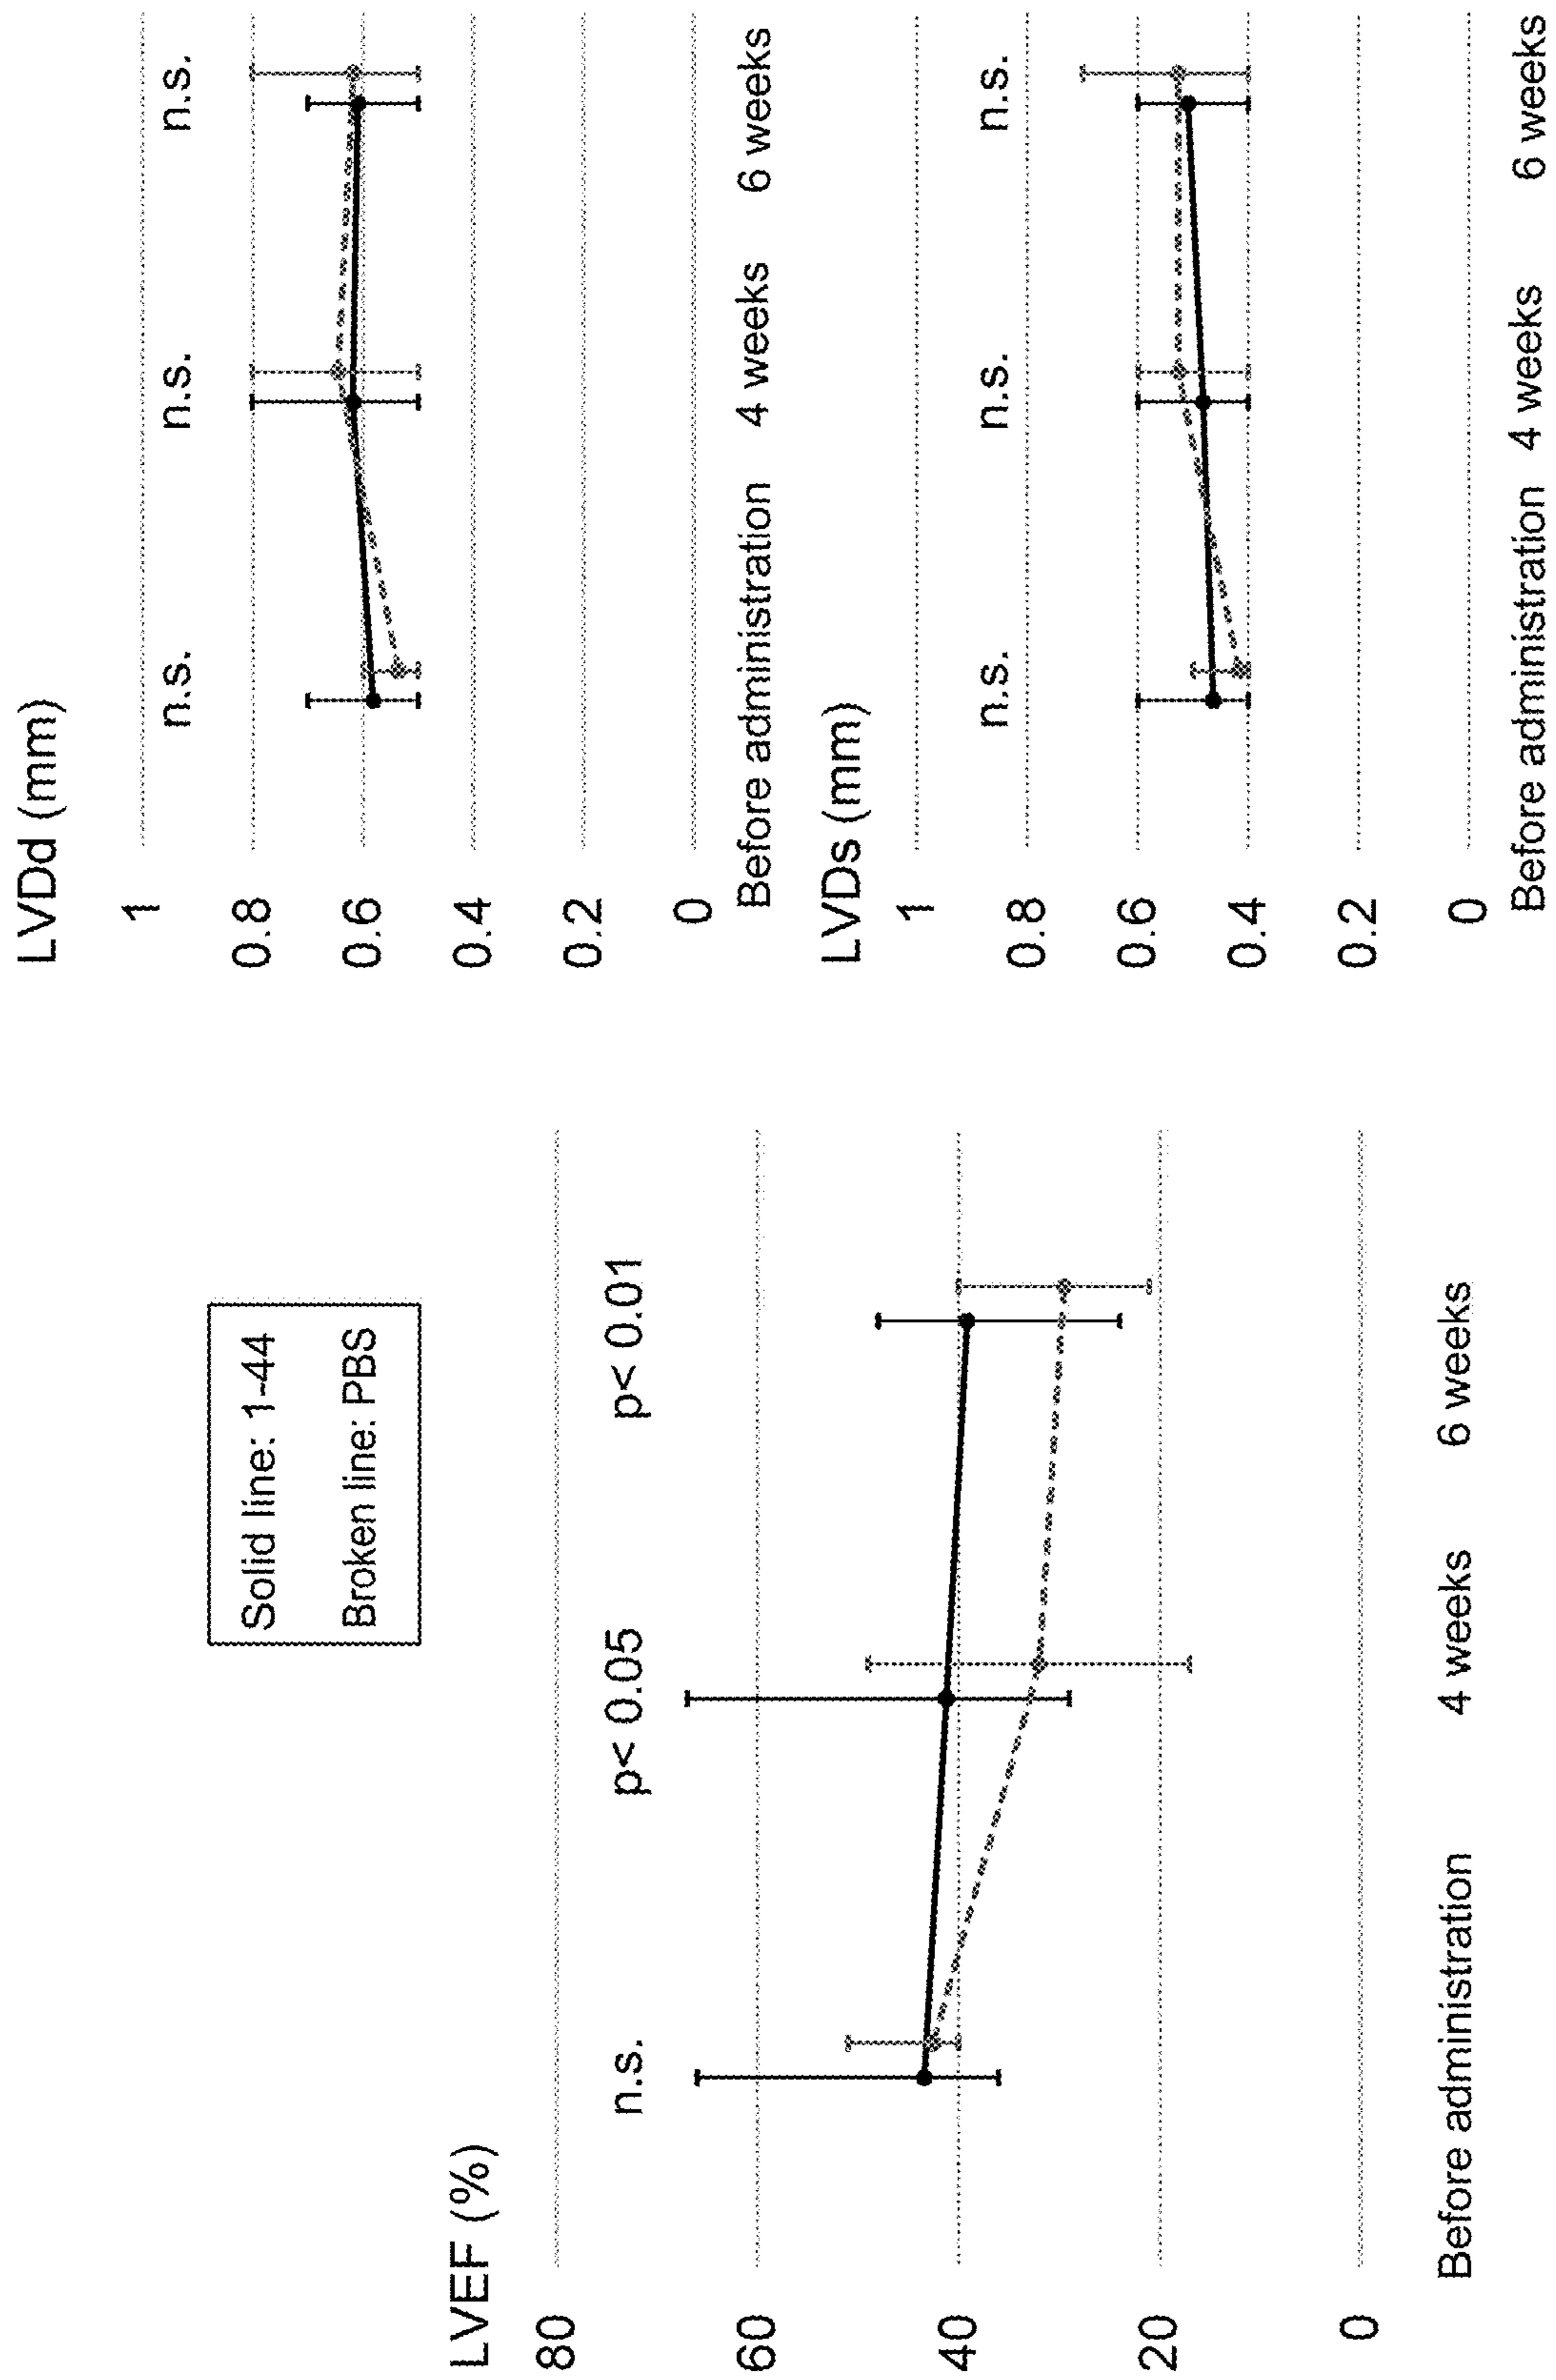 Solid line: 1-44
Broken line: PBS
LVEF (%)
80
60
40
20
0
n.s.
p< 0.05
p< 0.01
Before administration
4 weeks
6 weeks
LVDd (mm)
1
0.8
0.6
0.4
0.2
0
n.s.
n.s.
n.s.
Before administration
4 weeks
6 weeks
LVDs (mm)
1
0.8
0.6
0.4
0.2
0
n.s.
n.s.
n.s.
Before administration
4 weeks
6 weeks